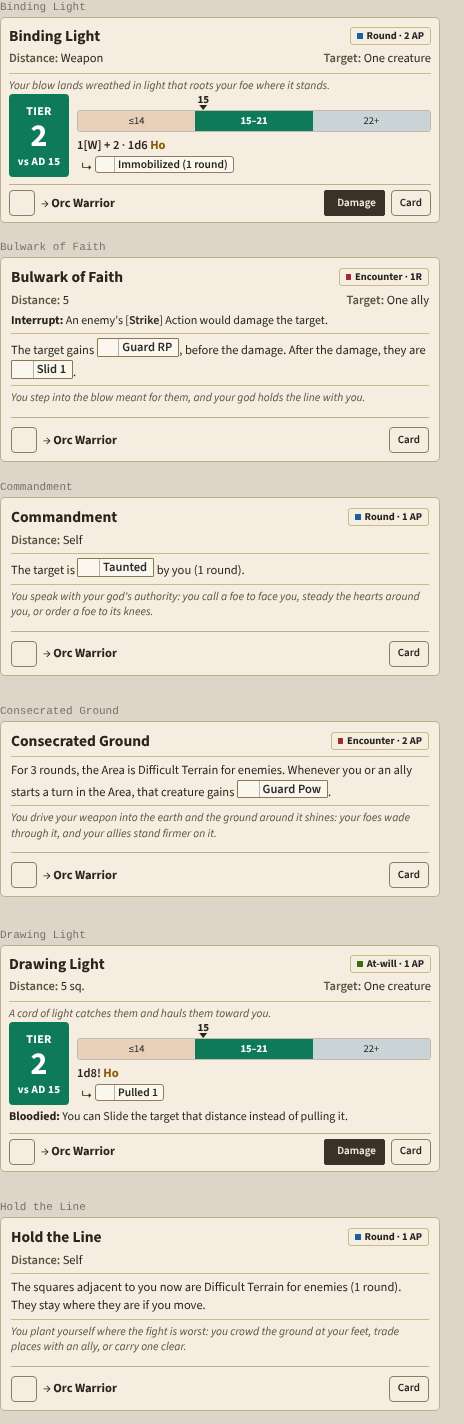 Binding Light
Binding Light
Round · 2 AP
Distance: Weapon
Target: One creature
Your blow lands wreathed in light that roots your foe where it stands.
TIER
2
vs AD 15
15
≤14
15–21
22+
1[W] + 2 · 1d6 Ho
↳ Immobilized (1 round)
→ Orc Warrior
Damage
Card
Bulwark of Faith
Bulwark of Faith
Encounter · 1R
Distance: 5
Target: One ally
Interrupt: An enemy's [Strike] Action would damage the target.
The target gains Guard RP, before the damage. After the damage, they are
Slid 1.
You step into the blow meant for them, and your god holds the line with you.
→ Orc Warrior
Card
Commandment
Commandment
Round · 1 AP
Distance: Self
The target is Taunted by you (1 round).
You speak with your god's authority: you call a foe to face you, steady the hearts around
you, or order a foe to its knees.
→ Orc Warrior
Card
Consecrated Ground
Consecrated Ground
Encounter · 2 AP
For 3 rounds, the Area is Difficult Terrain for enemies. Whenever you or an ally
starts a turn in the Area, that creature gains Guard Pow.
You drive your weapon into the earth and the ground around it shines: your foes wade
through it, and your allies stand firmer on it.
→ Orc Warrior
Card
Drawing Light
Drawing Light
At-will · 1 AP
Distance: 5 sq.
Target: One creature
A cord of light catches them and hauls them toward you.
TIER
2
vs AD 15
15
≤14
15–21
22+
1d8! Ho
↳ Pulled 1
Bloodied: You can Slide the target that distance instead of pulling it.
→ Orc Warrior
Damage
Card
Hold the Line
Hold the Line
Round · 1 AP
Distance: Self
The squares adjacent to you now are Difficult Terrain for enemies (1 round).
They stay where they are if you move.
You plant yourself where the fight is worst: you crowd the ground at your feet, trade
places with an ally, or carry one clear.
→ Orc Warrior
Card